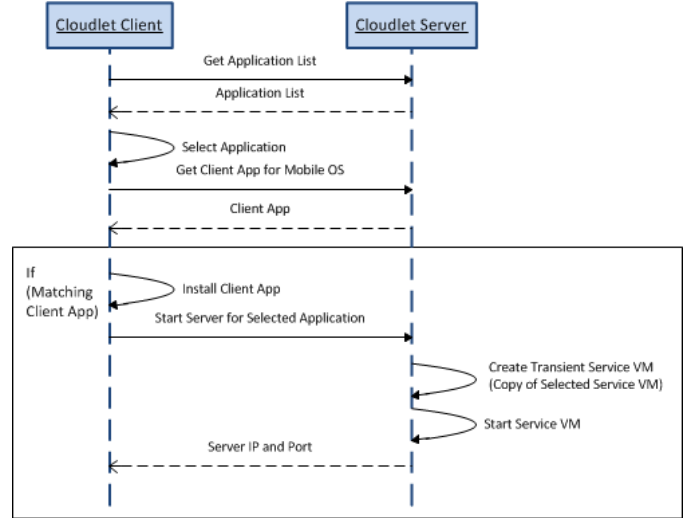 Cloudlet Client
Cloudlet Server
Get Application List
Application List
Select Application
Get Client App for Mobile OS
Client App
If
(Matching
Client App)
Install Client App
Start Server for Selected Application
Create Transient Service VM
(Copy of Selected Service VM)
Start Service VM
Server IP and Port